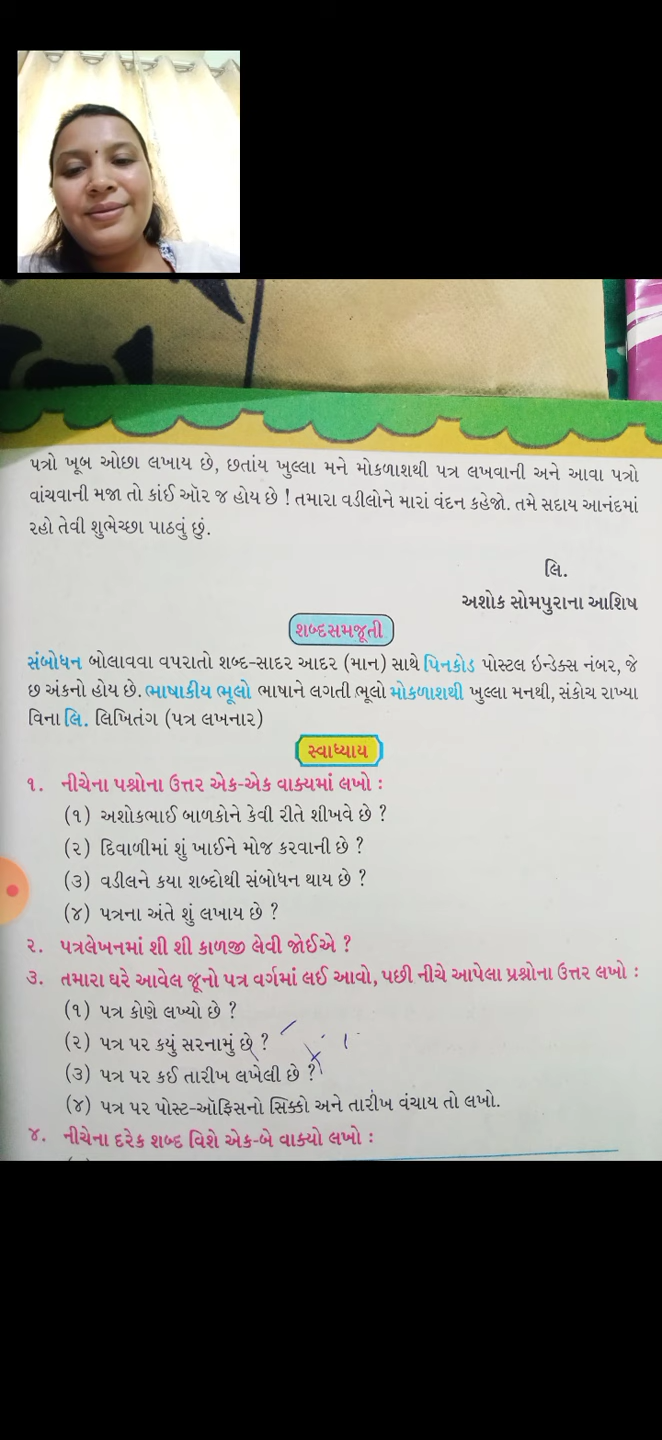 પત્રો ખૂબ ઓછા લખાય છે, છતાંય ખુલ્લા મને મોકળાશથી પત્ર લખવાની અને આવા પત્રો
વાંચવાની મજા તો કાંઈ ઑર જ હોય છે ! તમારા વડીલોને મારાં વંદન કહેજો. તમે સદાય આનંદમાં
રહો તેવી શુભેચ્છા પાઠવું છું.
લિ.
અશોક સોમપુરાના આશિષ
શબ્દસમજૂતી
સંબોધન બોલાવવા વપરાતો શબ્દ-સાદર આદર (માન) સાથે પિનકોડ પોસ્ટલ ઇન્ડેક્સ નંબર, જે
છ અંકનો હોય છે. ભાષાકીય ભૂલો ભાષાને લગતી ભૂલો મોકળાશથી ખુલ્લા મનથી, સંકોચ રાખ્યા
વિના લિ. લિખિતંગ (પત્ર લખનાર)
સ્વાધ્યાય
૧. નીચેના પશ્નોના ઉત્તર એક-એક વાક્યમાં લખો :
(૧) અશોકભાઈ બાળકોને કેવી રીતે શીખવે છે ?
(૨) દિવાળીમાં શું ખાઈને મોજ કરવાની છે ?
(૩) વડીલને કયા શબ્દોથી સંબોધન થાય છે ?
(૪) પત્રના અંતે શું લખાય છે ?
૨. પત્રલેખનમાં શી શી કાળજી લેવી જોઈએ ?
૩. તમારા ઘરે આવેલ જૂનો પત્ર વર્ગમાં લઈ આવો, પછી નીચે આપેલા પ્રશ્નોના ઉત્તર લખો :
(૧) પત્ર કોણે લખ્યો છે ?
(૨) પત્ર પર કયું સરનામું છે ?
(૩) પત્ર પર કઈ તારીખ લખેલી છે ?
(૪) પત્ર પર પોસ્ટ-ઑફિસનો સિક્કો અને તારીખ વંચાય તો લખો.
૪. નીચેના દરેક શબ્દ વિશે એક-બે વાક્યો લખો :